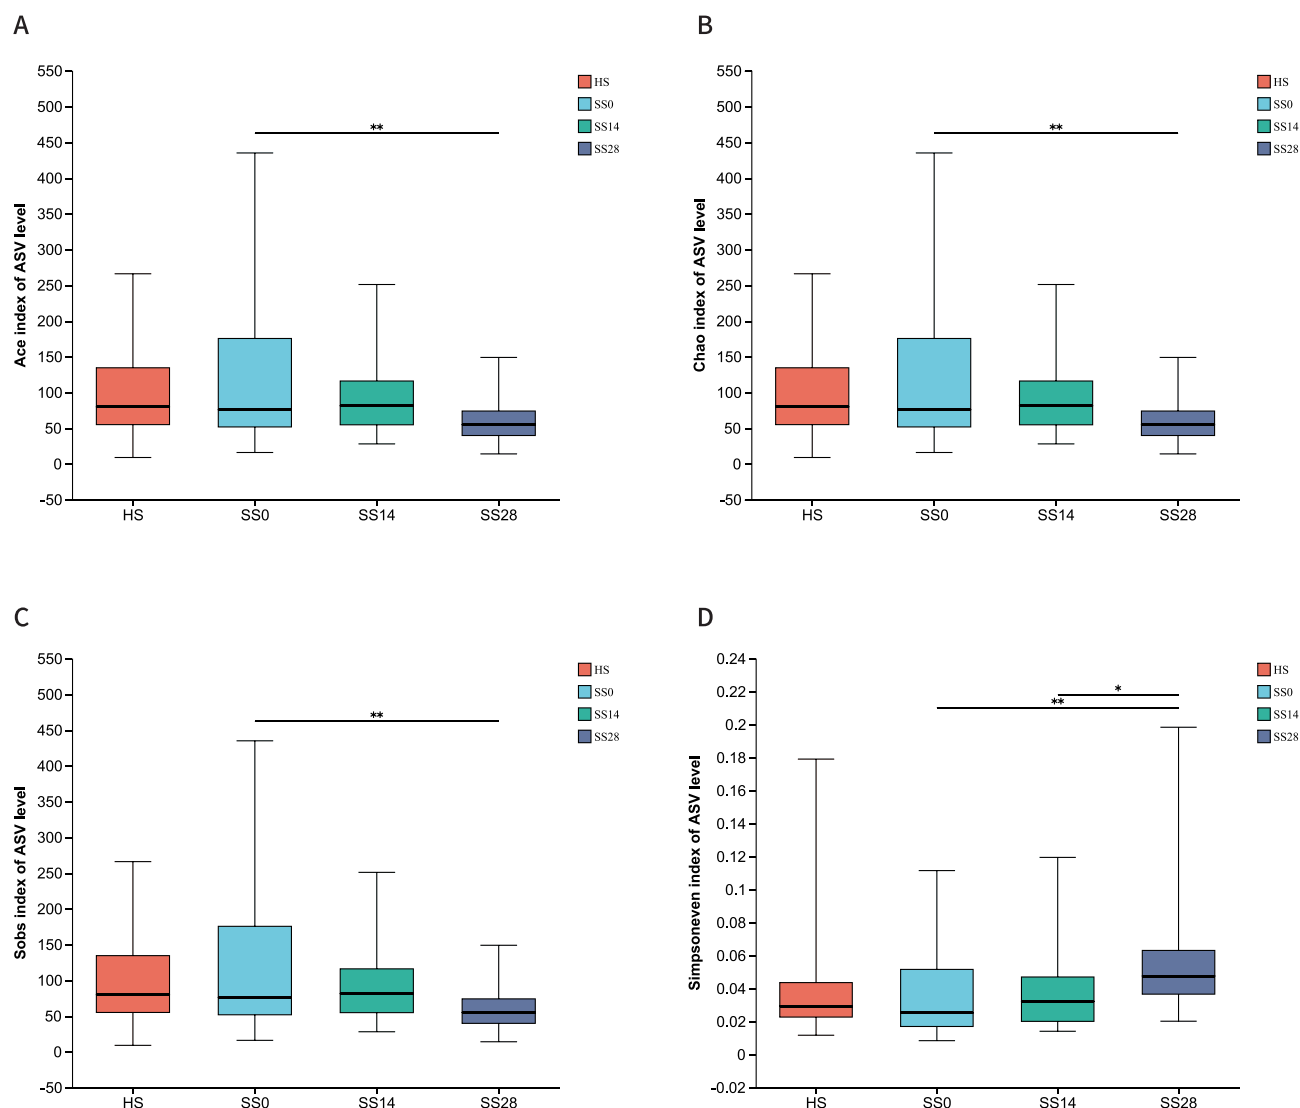 A
Ace index of ASV level
550
500
450
400
350
300
250
200
150
100
50
0
-50
HS
SS0
SS14
SS28
**
HS
SS0
SS14
SS28
B
Chao index of ASV level
550
500
450
400
350
300
250
200
150
100
50
0
-50
HS
SS0
SS14
SS28
**
HS
SS0
SS14
SS28
C
Sobs index of ASV level
550
500
450
400
350
300
250
200
150
100
50
0
-50
HS
SS0
SS14
SS28
**
HS
SS0
SS14
SS28
D
Simpsoneven index of ASV level
0.24
0.22
0.2
0.18
0.16
0.14
0.12
0.1
0.08
0.06
0.04
0.02
0
-0.02
HS
SS0
SS14
SS28
*
**
HS
SS0
SS14
SS28